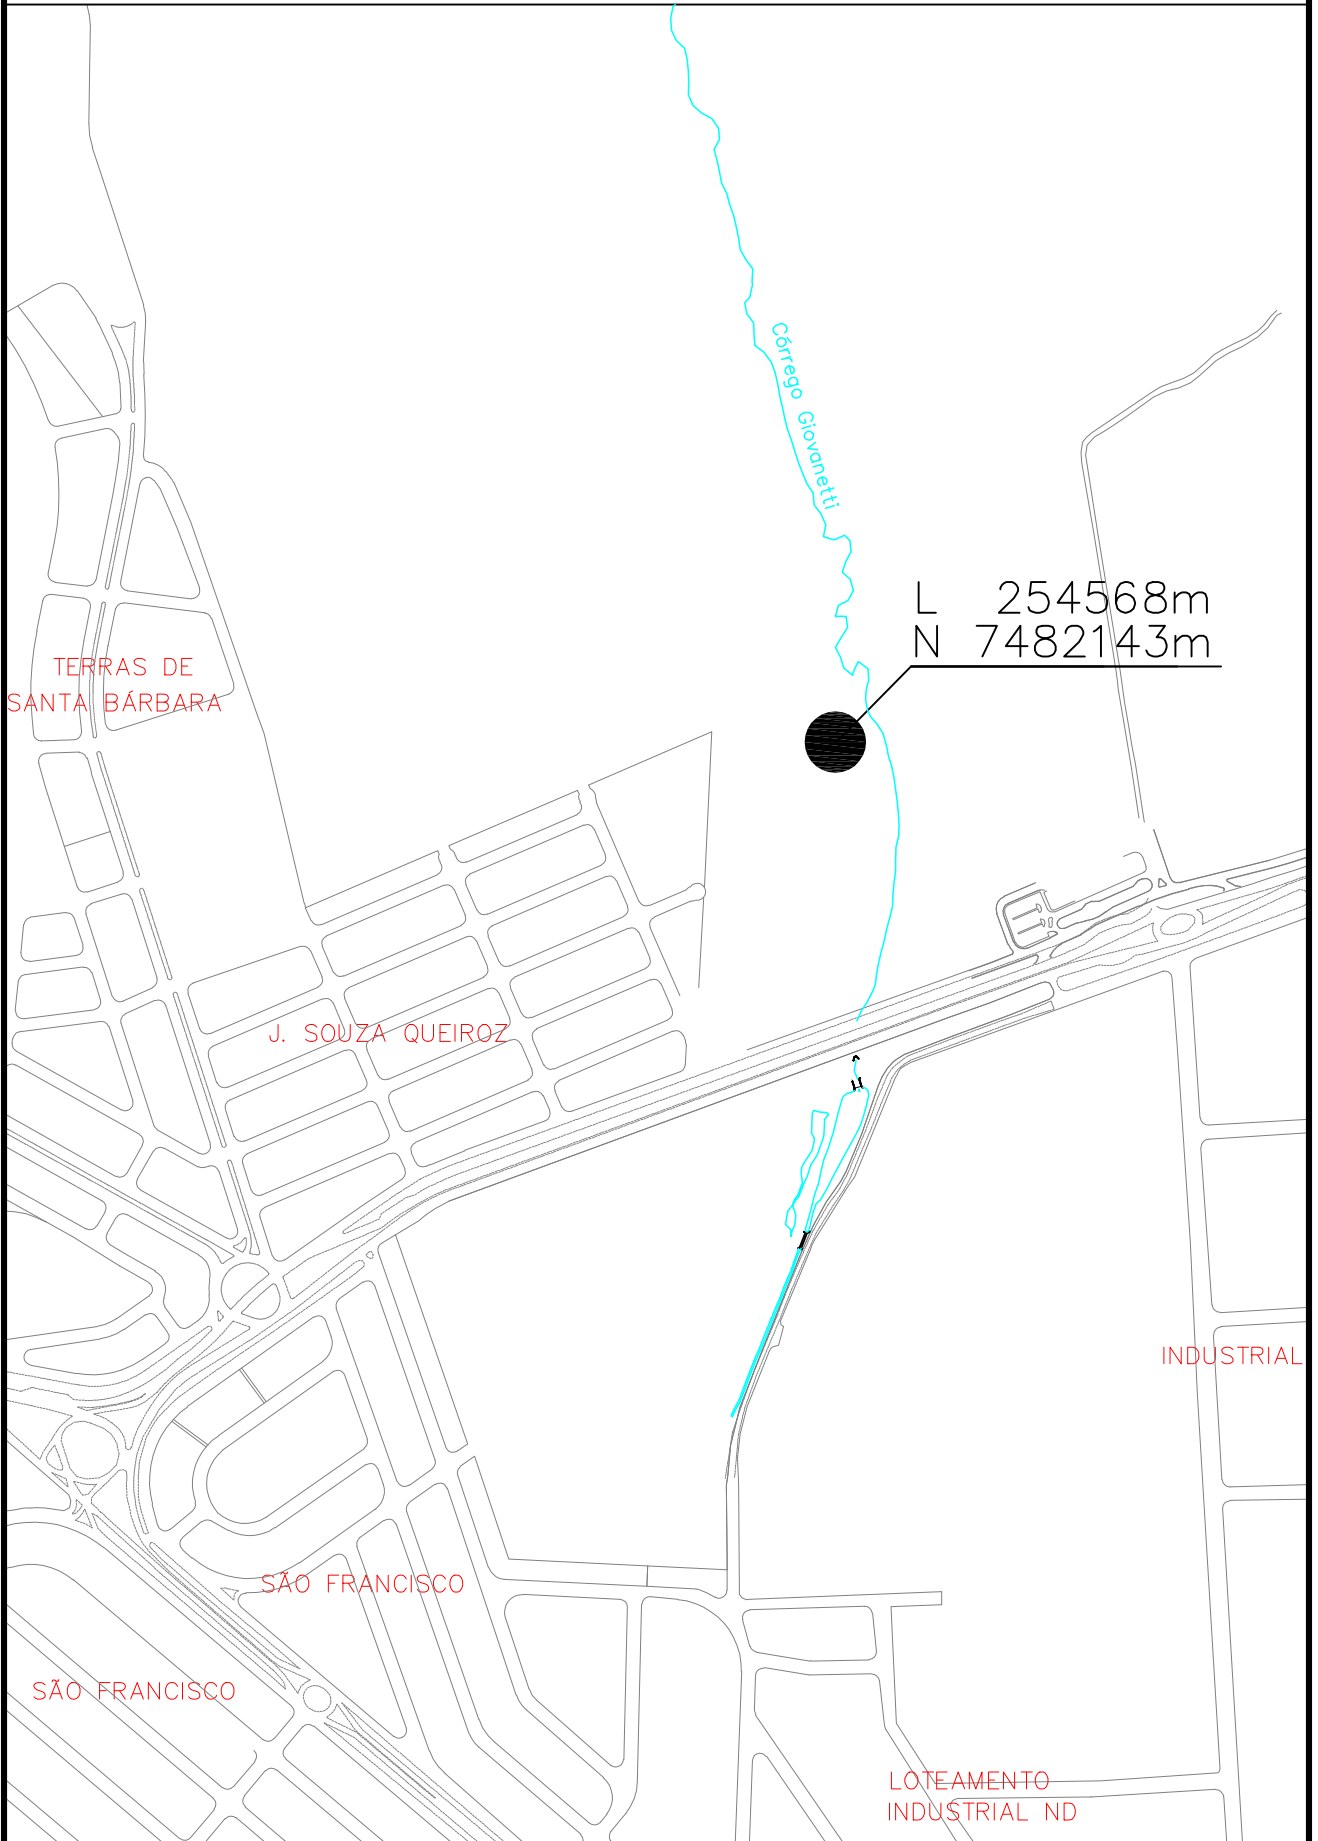 Córrego Giovanetti
L 254568m
N 7482143m
TERRAS DE
SANTA BÁRBARA
J. SOUZA QUEIROZ
INDUSTRIAL
SÃO FRANCISCO
SÃO FRANCISCO
LOTEAMENTO
INDUSTRIAL ND